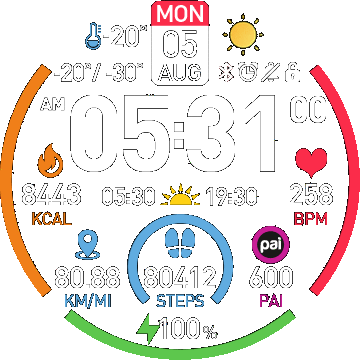 MON
-20°
05
-20°/-30°
AUG
AM
05:31
00
8443
KCAL
05:30
19:30
258
BPM
pai
80.88
KM/MI
80412
STEPS
600
PAI
100%